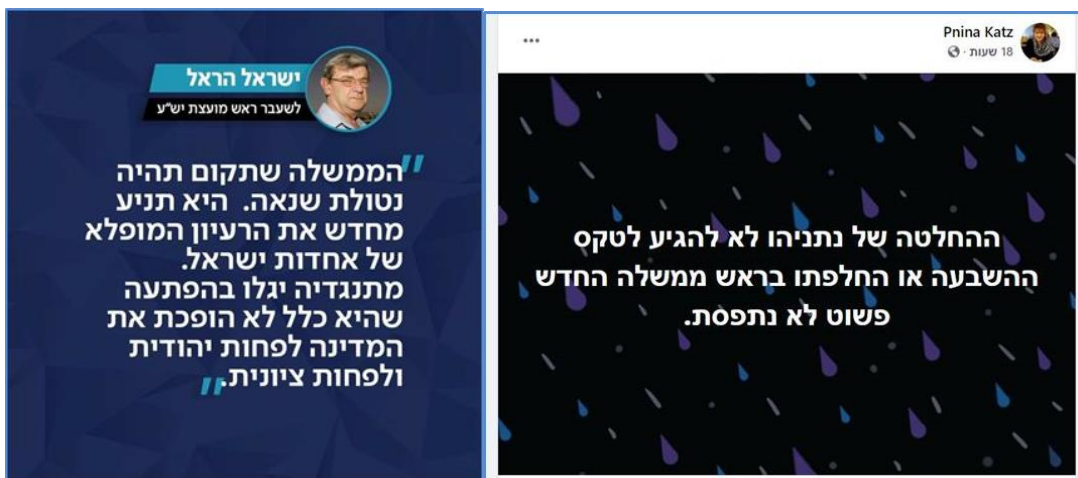 Pnina Katz
18 שעות
ההחלטה של נתניהו לא להגיע לטקס
ההשבעה או החלפתו בראש ממשלה החדש
פשוט לא נתפסת.
ישראל הראל
לשעבר ראש מועצת יש״ע
"הממשלה שתקום תהיה
נטולת שנאה. היא תניע
מחדש את הרעיון המופלא
של אחדות ישראל.
מתנגדיה יגלו בהפתעה
שהיא כלל לא הופכת את
המדינה לפחות יהודית
ולפחות ציונית."